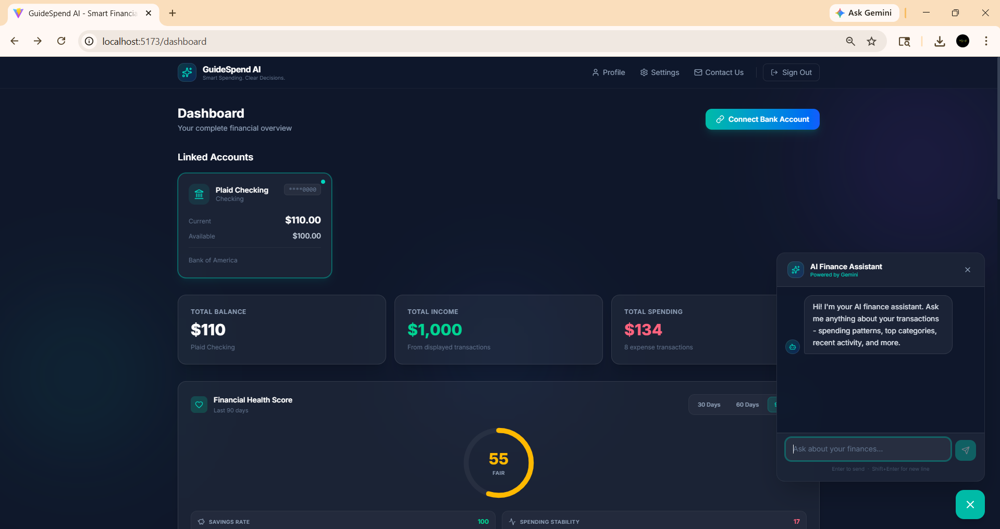 GuideSpend AI - Smart Financia
Ask Gemini
localhost:5173/dashboard
GuideSpend AI
Smart Spending. Clear Decisions.
Profile
Settings
Contact Us
Sign Out
Dashboard
Your complete financial overview
Connect Bank Account
Linked Accounts
Plaid Checking
****0000
Checking
Current
$110.00
Available
$100.00
Bank of America
TOTAL BALANCE
$110
Plaid Checking
TOTAL INCOME
$1,000
From displayed transactions
TOTAL SPENDING
$134
8 expense transactions
Financial Health Score
Last 90 days
30 Days
60 Days
55
FAIR
SAVINGS RATE
100
SPENDING STABILITY
17
AI Finance Assistant
Powered by Gemini
Hi! I'm your AI finance assistant. Ask
me anything about your transactions
- spending patterns, top categories,
recent activity, and more.
Ask about your finances...
Enter to send · Shift+Enter for new line